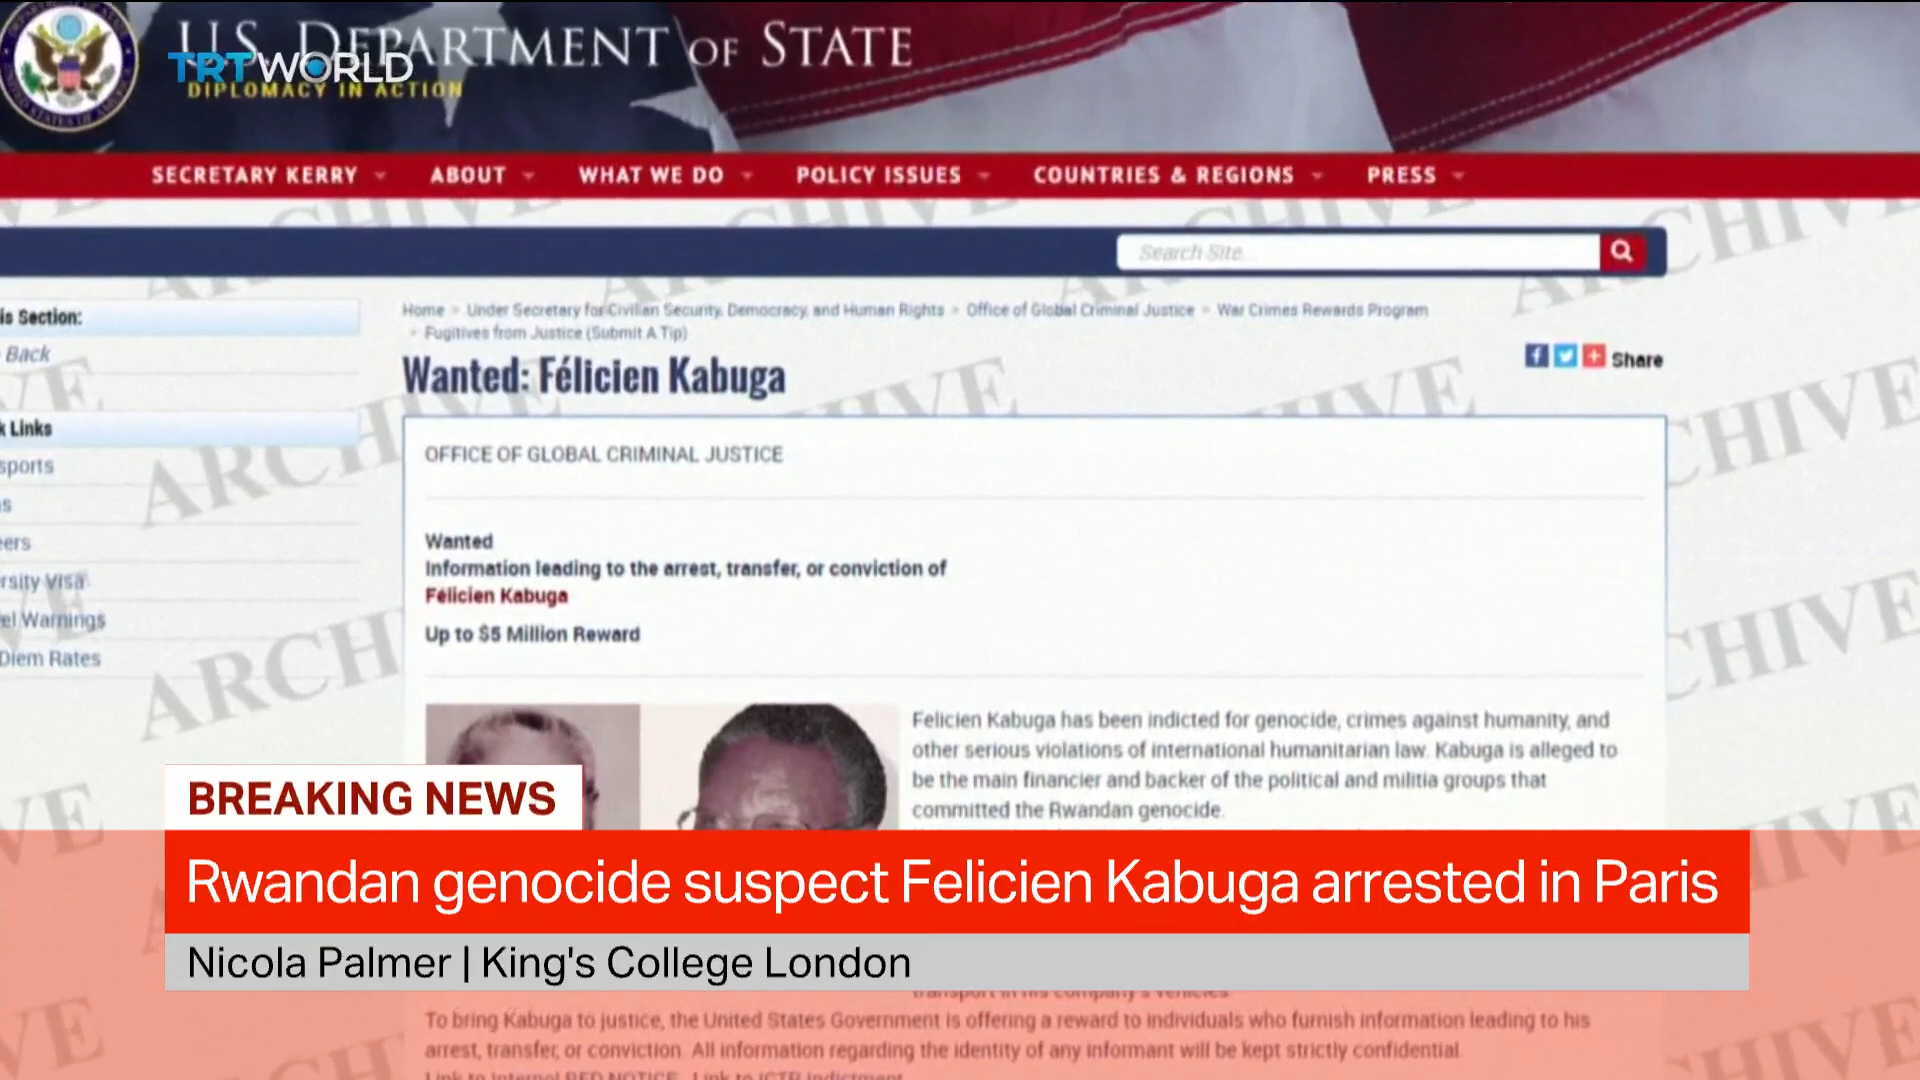 U.S. DEPARTMENT OF STATE
TRT WORLD
DIPLOMACY IN ACTION
SECRETARY KERRY ABOUT WHAT WE DO POLICY ISSUES COUNTRIES & REGIONS PRESS
Search Site
Home » Under Secretary for Civilian Security, Democracy, and Human Rights » Office of Global Criminal Justice » War Crimes Rewards Program
» Fugitives from Justice (Submit A Tip)
Section:
Back
Links
Warnings
Diem Rates
Wanted: Félicien Kabuga
Share
OFFICE OF GLOBAL CRIMINAL JUSTICE
Wanted
Information leading to the arrest, transfer, or conviction of
Félicien Kabuga
Up to $5 Million Reward
Felicien Kabuga has been indicted for genocide, crimes against humanity, and
other serious violations of international humanitarian law. Kabuga is alleged to
be the main financier and backer of the political and militia groups that
committed the Rwandan genocide.
BREAKING NEWS
Rwandan genocide suspect Felicien Kabuga arrested in Paris
Nicola Palmer | King's College London
transport in his company's vehicles.
To bring Kabuga to justice, the United States Government is offering a reward to individuals who furnish information leading to his
arrest, transfer, or conviction. All information regarding the identity of any informant will be kept strictly confidential
ARCHIVE